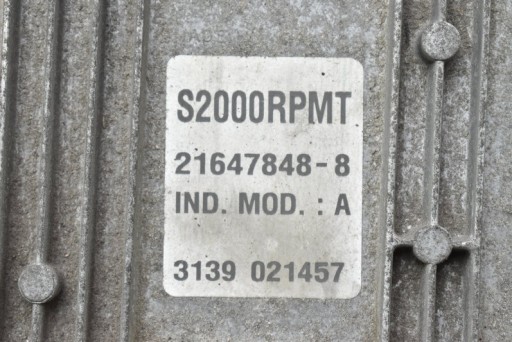 S2000RPMT
21647848-8
IND. MOD. : A
3139 021457